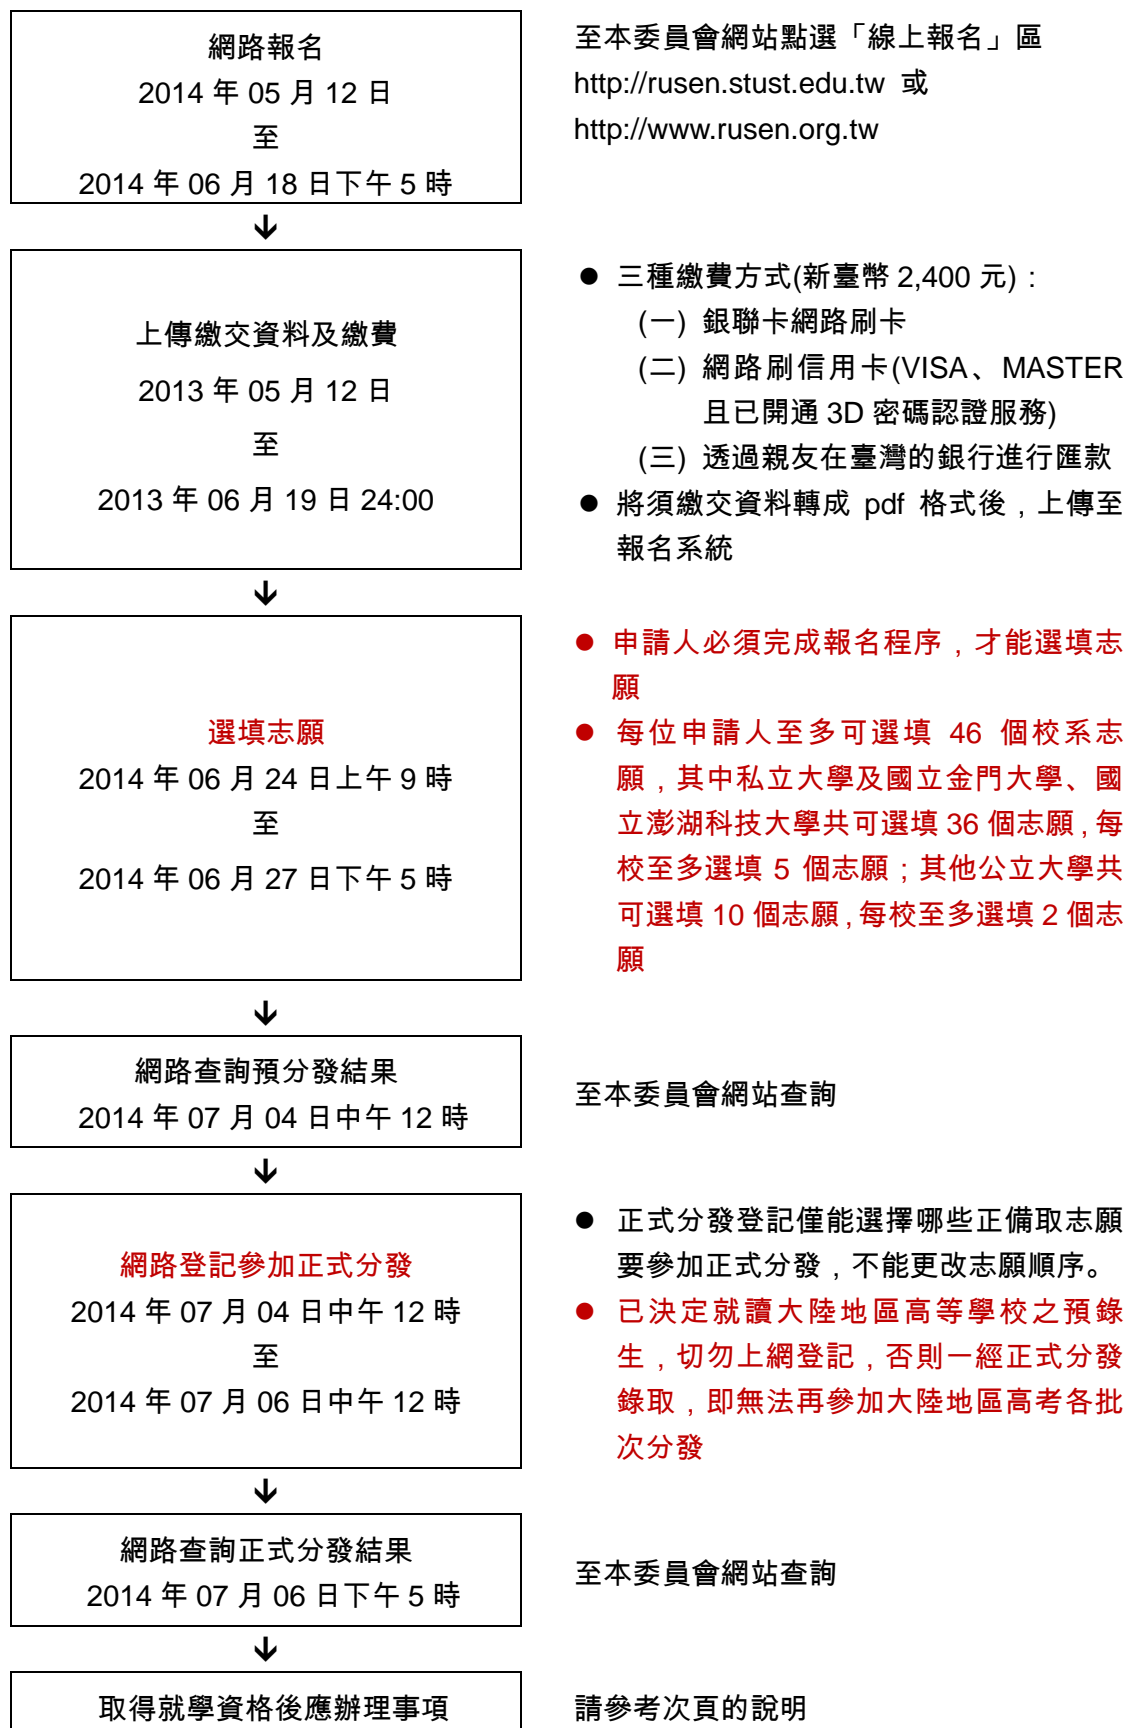 網路報名
2014 年 05 月 12 日
至
2014 年 06 月 18 日下午 5 時
至本委員會網站點選「線上報名」區
http://rusen.stust.edu.tw 或
http://www.rusen.org.tw
上傳繳交資料及繳費
2013 年 05 月 12 日
至
2013 年 06 月 19 日 24:00
● 三種繳費方式(新臺幣 2,400 元)：
(一) 銀聯卡網路刷卡
(二) 網路刷信用卡(VISA、MASTER
且已開通 3D 密碼認證服務)
(三) 透過親友在臺灣的銀行進行匯款
● 將須繳交資料轉成 pdf 格式後，上傳至
報名系統
選填志願
2014 年 06 月 24 日上午 9 時
至
2014 年 06 月 27 日下午 5 時
● 申請人必須完成報名程序，才能選填志
願
● 每位申請人至多可選填 46 個校系志
願，其中私立大學及國立金門大學、國
立澎湖科技大學共可選填 36 個志願，每
校至多選填 5 個志願；其他公立大學共
可選填 10 個志願，每校至多選填 2 個志
願
網路查詢預分發結果
2014 年 07 月 04 日中午 12 時
至本委員會網站查詢
網路登記參加正式分發
2014 年 07 月 04 日中午 12 時
至
2014 年 07 月 06 日中午 12 時
● 正式分發登記僅能選擇哪些正備取志願
要參加正式分發，不能更改志願順序。
● 已決定就讀大陸地區高等學校之預錄
生，切勿上網登記，否則一經正式分發
錄取，即無法再參加大陸地區高考各批
次分發
網路查詢正式分發結果
2014 年 07 月 06 日下午 5 時
至本委員會網站查詢
取得就學資格後應辦理事項
請參考次頁的說明